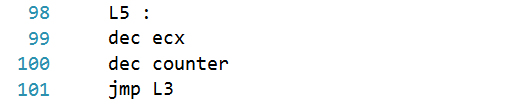 98 L5 :
99 dec ecx
100 dec counter
101 jmp L3